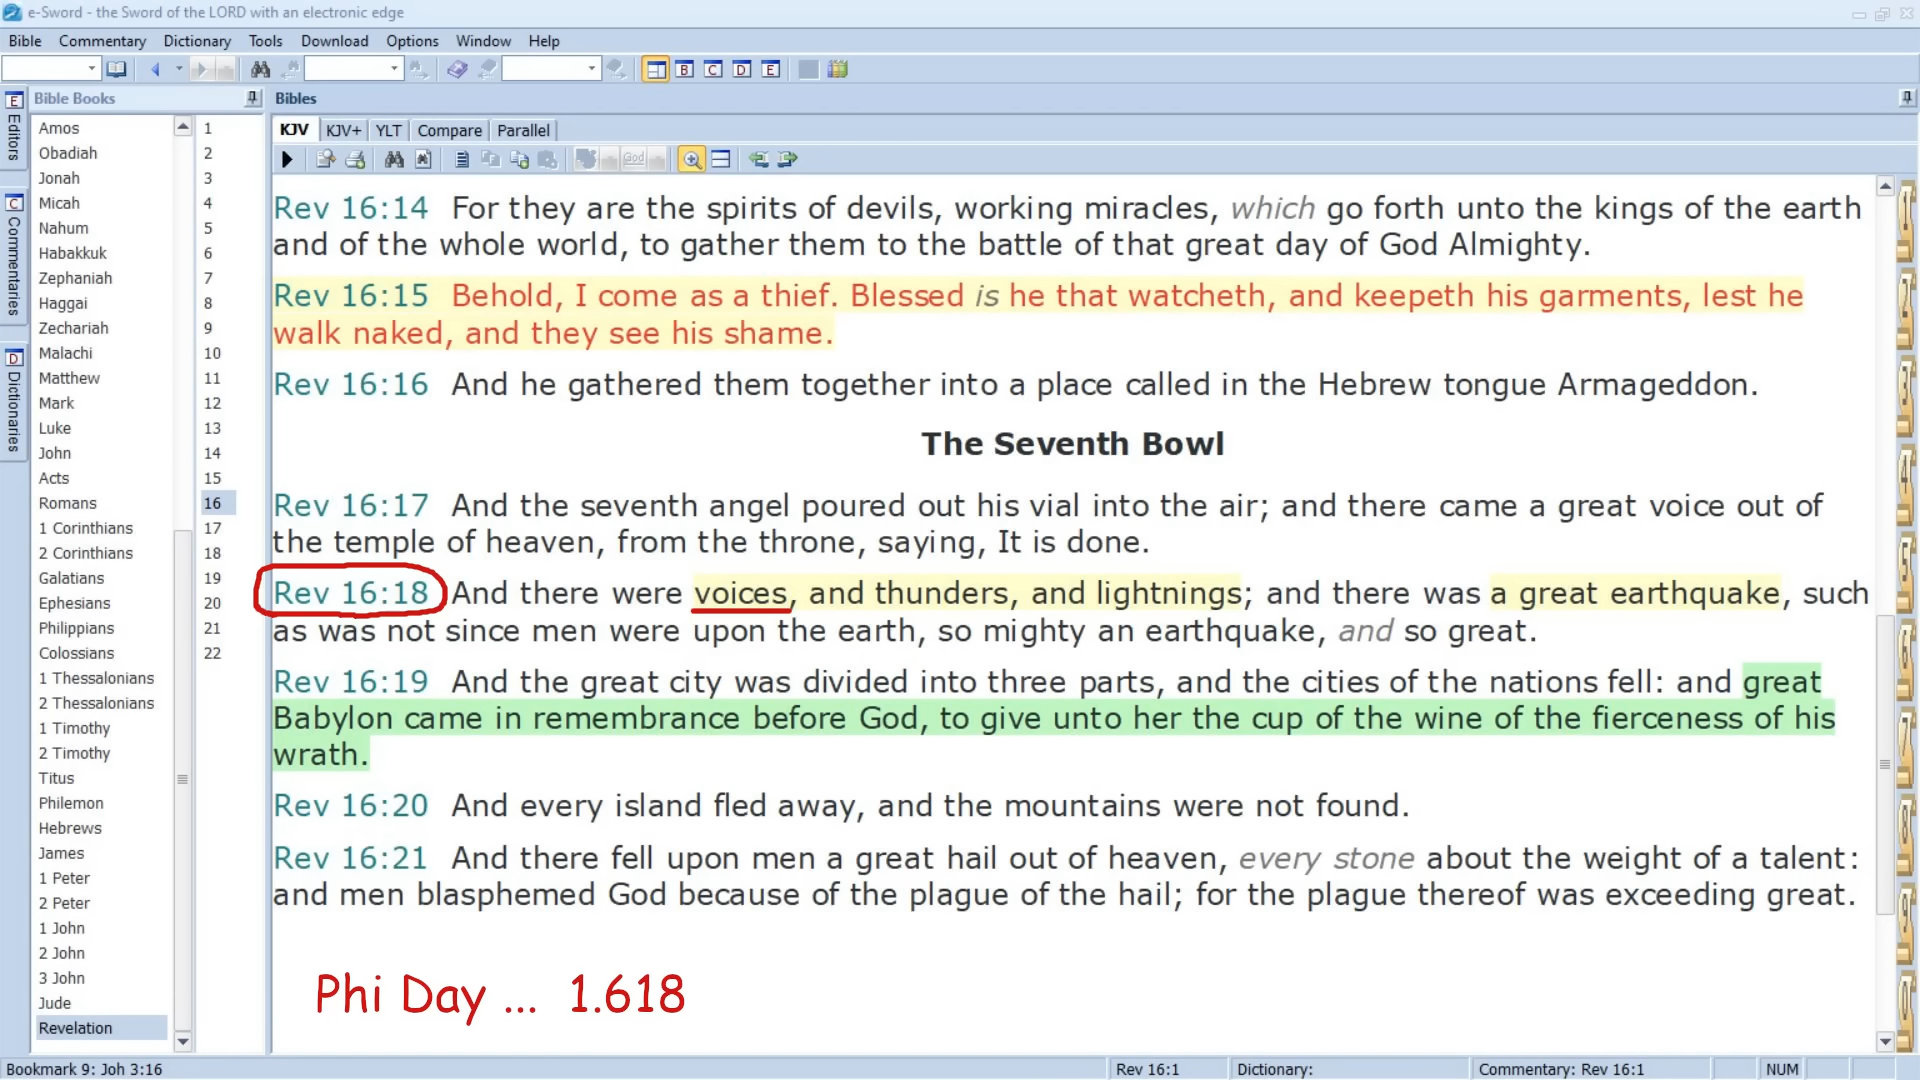 e-Sword - the Sword of the LORD with an electronic edge
Bible Commentary Dictionary Tools Download Options Window Help
B C D E
Bible Books
Bibles
E Editors
C Commentaries
D Dictionaries
Amos
Obadiah
Jonah
Micah
Nahum
Habakkuk
Zephaniah
Haggai
Zechariah
Malachi
Matthew
Mark
Luke
John
Acts
Romans
1 Corinthians
2 Corinthians
Galatians
Ephesians
Philippians
Colossians
1 Thessalonians
2 Thessalonians
1 Timothy
2 Timothy
Titus
Philemon
Hebrews
James
1 Peter
2 Peter
1 John
2 John
3 John
Jude
Revelation
1
2
3
4
5
6
7
8
9
10
11
12
13
14
15
16
17
18
19
20
21
22
KJV KJV+ YLT Compare Parallel
God
Rev 16:14 For they are the spirits of devils, working miracles, which go forth unto the kings of the earth
and of the whole world, to gather them to the battle of that great day of God Almighty.
Rev 16:15 Behold, I come as a thief. Blessed is he that watcheth, and keepeth his garments, lest he
walk naked, and they see his shame.
Rev 16:16 And he gathered them together into a place called in the Hebrew tongue Armageddon.
The Seventh Bowl
Rev 16:17 And the seventh angel poured out his vial into the air; and there came a great voice out of
the temple of heaven, from the throne, saying, It is done.
Rev 16:18 And there were voices, and thunders, and lightnings; and there was a great earthquake, such
as was not since men were upon the earth, so mighty an earthquake, and so great.
Rev 16:19 And the great city was divided into three parts, and the cities of the nations fell: and great
Babylon came in remembrance before God, to give unto her the cup of the wine of the fierceness of his
wrath.
Rev 16:20 And every island fled away, and the mountains were not found.
Rev 16:21 And there fell upon men a great hail out of heaven, every stone about the weight of a talent:
and men blasphemed God because of the plague of the hail; for the plague thereof was exceeding great.
Phi Day ... 1.618
1
2
3
4
5
6
7
8
9
0
Bookmark 9: Joh 3:16
Rev 16:1
Dictionary:
Commentary: Rev 16:1
NUM